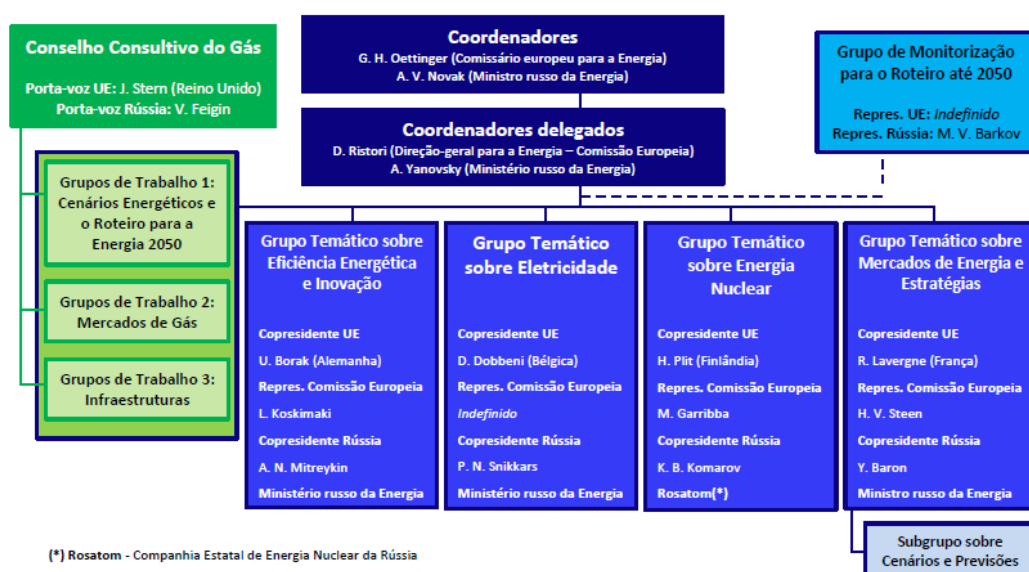 Conselho Consultivo do Gás
Porta-voz UE: J. Stern (Reino Unido)
Porta-voz Rússia: V. Feigin
Coordenadores
G. H. Oettinger (Comissário europeu para a Energia)
A. V. Novak (Ministro russo da Energia)
Grupo de Monitorização
para o Roteiro até 2050
Repres. UE: Indefinido
Repres. Rússia: M. V. Barkov
Coordenadores delegados
D. Ristori (Direção-geral para a Energia – Comissão Europeia)
A. Yanovsky (Ministério russo da Energia)
Grupos de Trabalho 1:
Cenários Energéticos e
o Roteiro para a
Energia 2050
Grupos de Trabalho 2:
Mercados de Gás
Grupos de Trabalho 3:
Infraestruturas
Grupo Temático sobre
Eficiência Energética
e Inovação
Copresidente UE
U. Borak (Alemanha)
Repres. Comissão Europeia
L. Koskimaki
Copresidente Rússia
A. N. Mitreykin
Ministério russo da Energia
Grupo Temático
sobre Eletricidade
Copresidente UE
D. Dobbeni (Bélgica)
Repres. Comissão Europeia
Indefinido
Copresidente Rússia
P. N. Snikkars
Ministério russo da Energia
Grupo Temático
sobre Energia
Nuclear
Copresidente UE
H. Plit (Finlândia)
Repres. Comissão Europeia
M. Garribba
Copresidente Rússia
K. B. Komarov
Rosatom(*)
Grupo Temático sobre
Mercados de Energia e
Estratégias
Copresidente UE
R. Lavergne (França)
Repres. Comissão Europeia
H. V. Steen
Copresidente Rússia
Y. Baron
Ministro russo da Energia
Subgrupo sobre
Cenários e Previsões
(*) Rosatom - Companhia Estatal de Energia Nuclear da Rússia